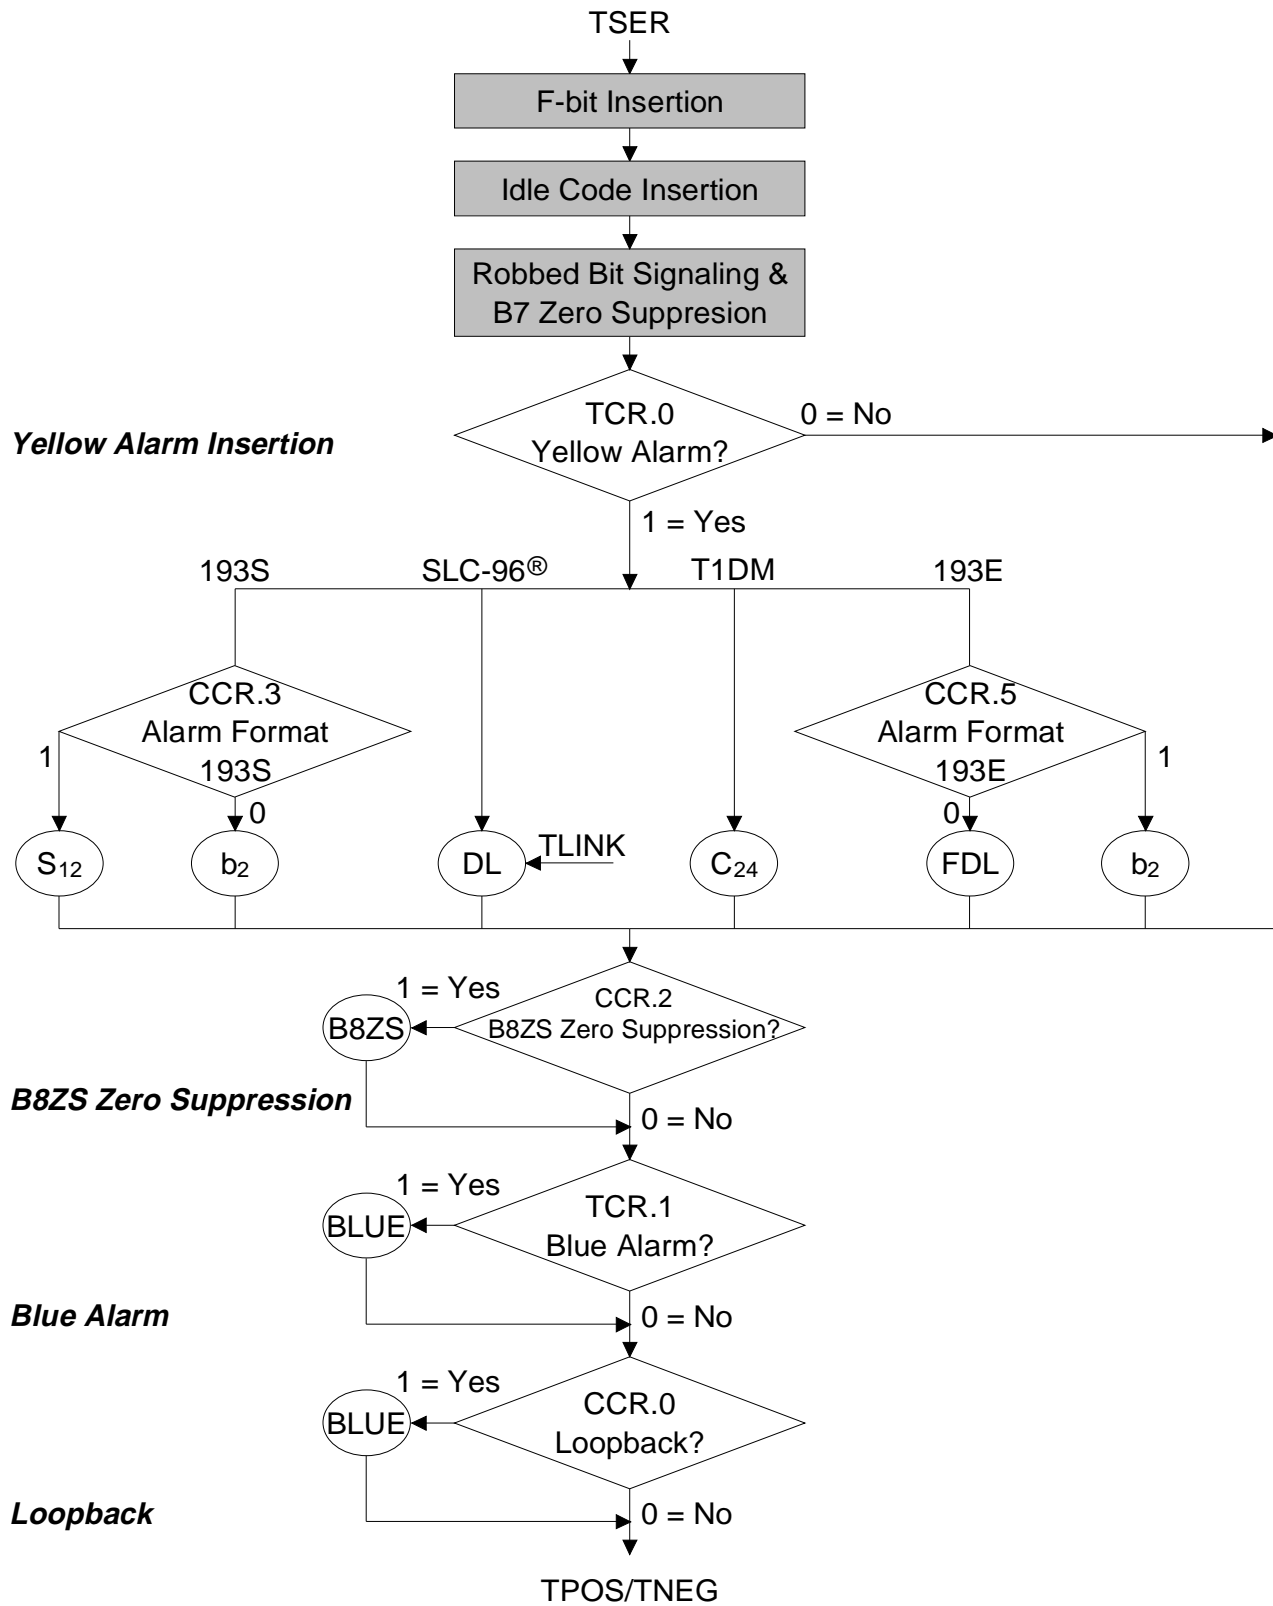 TSER
F-bit Insertion
Idle Code Insertion
Robbed Bit Signaling &
B7 Zero Suppresion
TCR.0
Yellow Alarm?
0 = No
Yellow Alarm Insertion
1 = Yes
193S
SLC-96®
T1DM
193E
CCR.3
Alarm Format
193S
1
0
CCR.5
Alarm Format
193E
0
1
S12
b2
DL
TLINK
C24
FDL
b2
1 = Yes
CCR.2
B8ZS Zero Suppression?
B8ZS
B8ZS Zero Suppression
0 = No
1 = Yes
TCR.1
Blue Alarm?
BLUE
Blue Alarm
0 = No
1 = Yes
CCR.0
Loopback?
BLUE
Loopback
0 = No
TPOS/TNEG